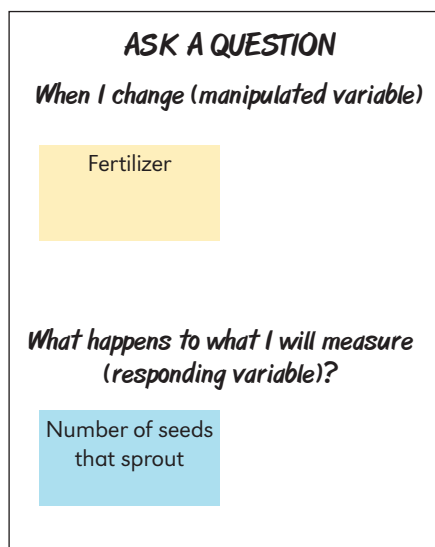 ASK A QUESTION
When I change (manipulated variable)
Fertilizer
What happens to what I will measure
(responding variable)?
Number of seeds
that sprout